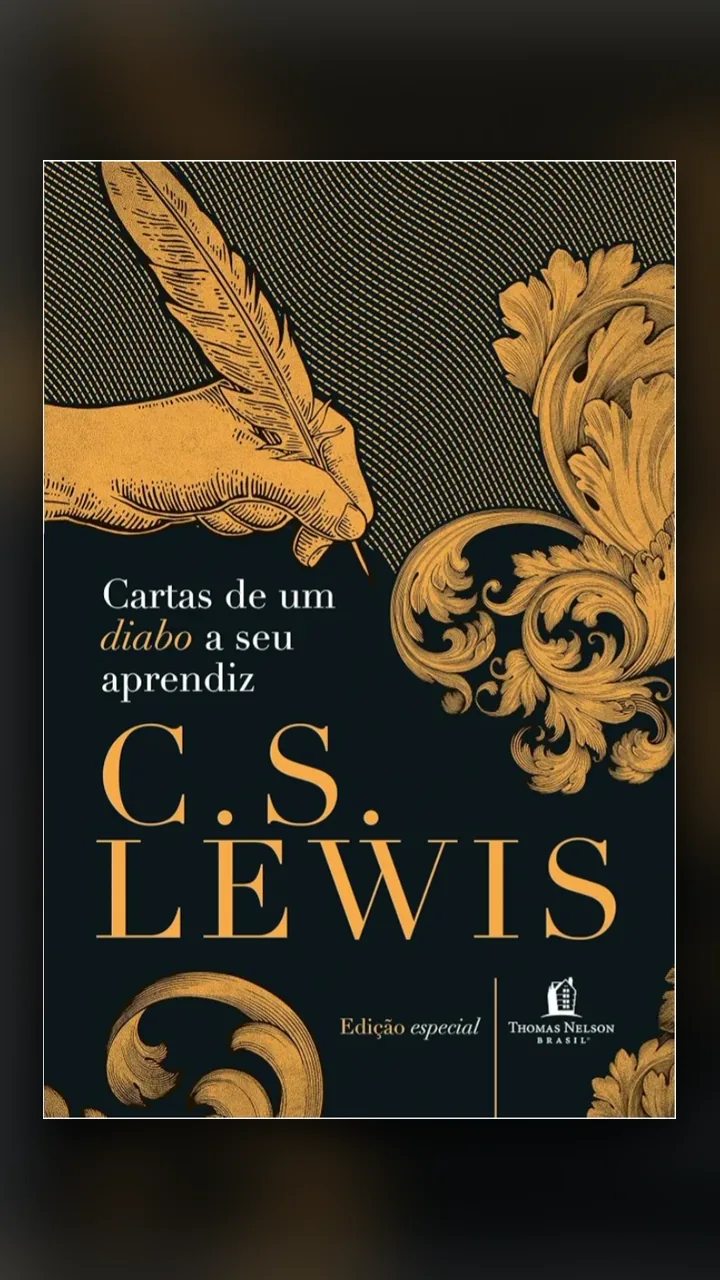 Cartas de um
diabo a seu
aprendiz
C.S.
LEWIS
Edição especial
THOMAS NELSON
BRASIL®